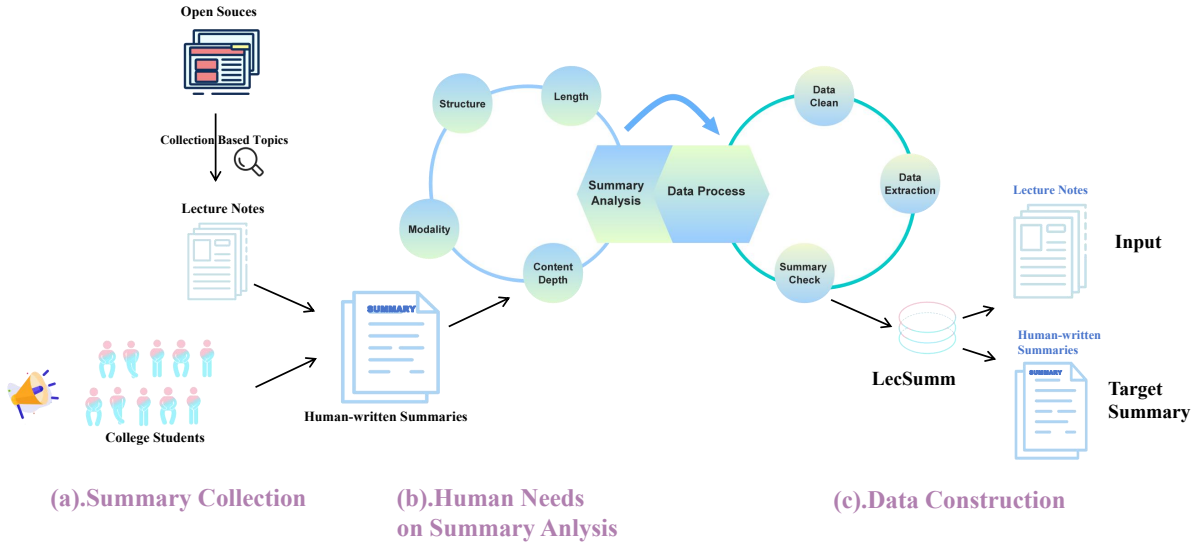 Open Souces
Collection Based Topics
Lecture Notes
College Students
SUMMARY
Human-written Summaries
Structure
Length
Modality
Content
Depth
Summary
Analysis
Data Process
Data
Clean
Data
Extraction
Summary
Check
LecSumm
Lecture Notes
Input
Human-written
Summaries
SUMMARY
Target
Summary
(a).Summary Collection
(b).Human Needs
on Summary Anlysis
(c).Data Construction